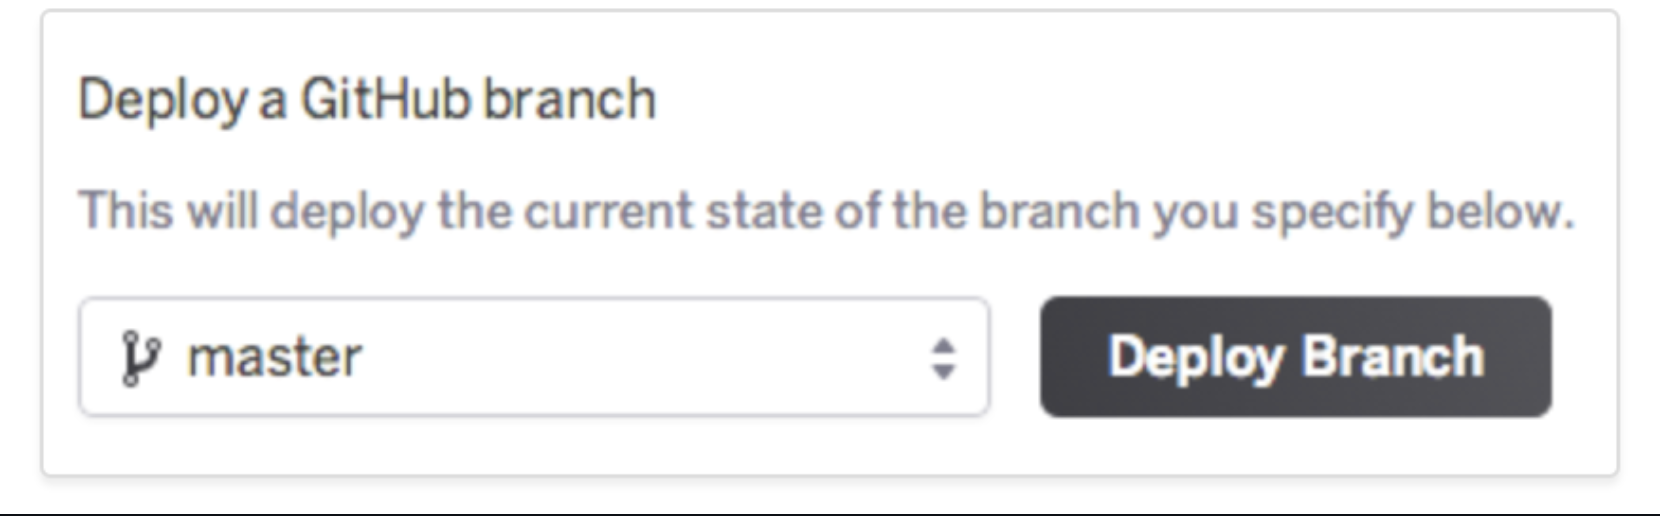 Deploy a GitHub branch
This will deploy the current state of the branch you specify below.
master
Deploy Branch